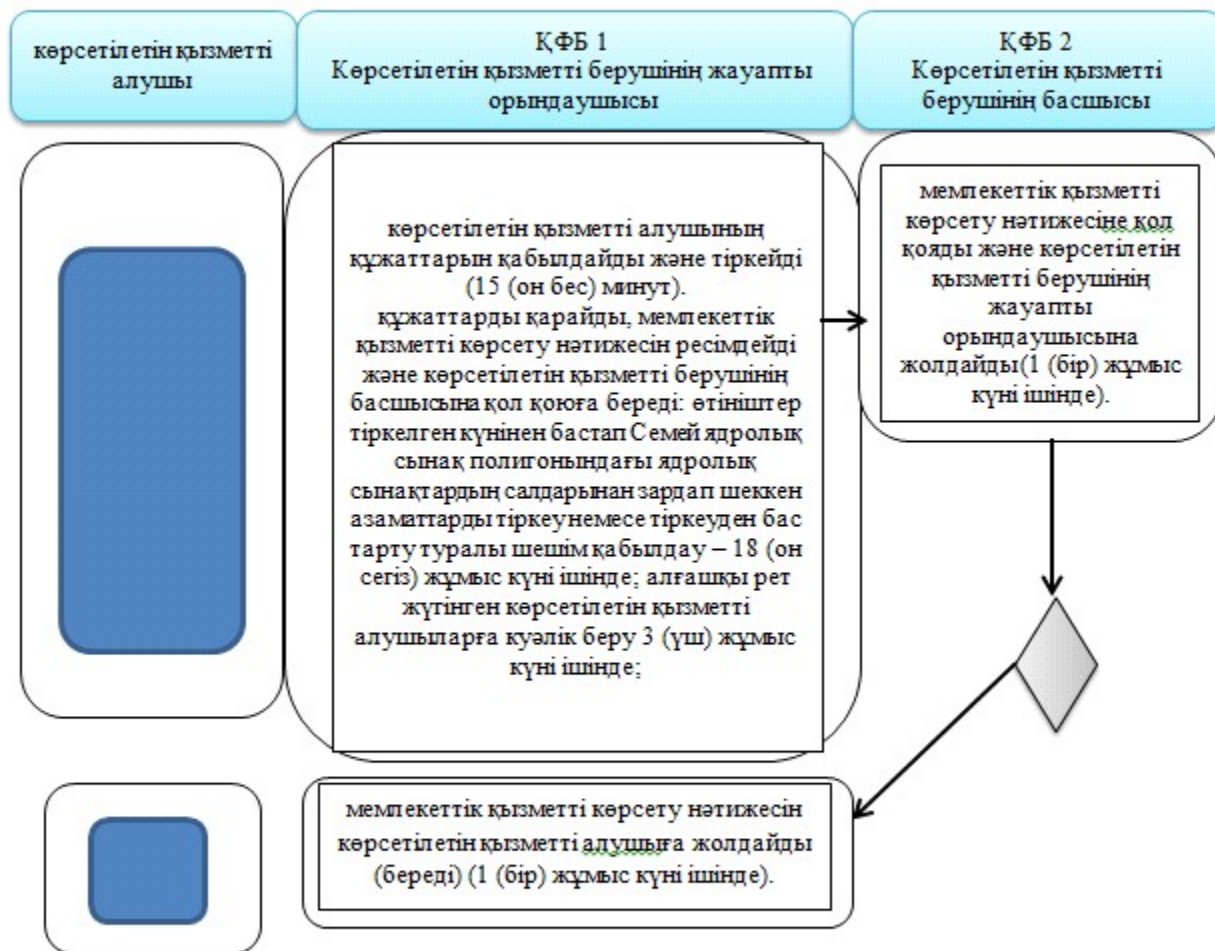 көрсетілетін қызметті
алушы
ҚФБ 1
Көрсетілетін қызметті берушінің жауапты
орындаушысы
ҚФБ 2
Көрсетілетін қызметті
берушінің басшысы
көрсетілетін қызметті алушының
құжаттарын қабылдайды және тіркейді
(15 (он бес) минут).
құжаттарды қарайды, мемлекеттік
қызметті көрсету нәтижесін ресімдейді
және көрсетілетін қызметті берушінің
басшысына қол қоюға береді: өтініштер
тіркелген күнінен бастап Семей ядролық
сынақ полигонындағы ядролық
сынақтардың салдарынан зардап шеккен
азаматтарды тіркеу немесе тіркеуден бас
тарту туралы шешім қабылдау – 18 (он
сегіз) жұмыс күні ішінде; алғашқы рет
жүгінген көрсетілетін қызметті
алушыларға куәлік беру 3 (үш) жұмыс
күні ішінде;
мемлекеттік қызметті
көрсету нәтижесіне қол
қояды және көрсетілетін
қызметті берушінің
жауапты
орындаушысына
жолдайды (1 (бір) жұмыс
күні ішінде).
мемлекеттік қызметті көрсету нәтижесін
көрсетілетін қызметті алушыға жолдайды
(береді) (1 (бір) жұмыс күні ішінде).